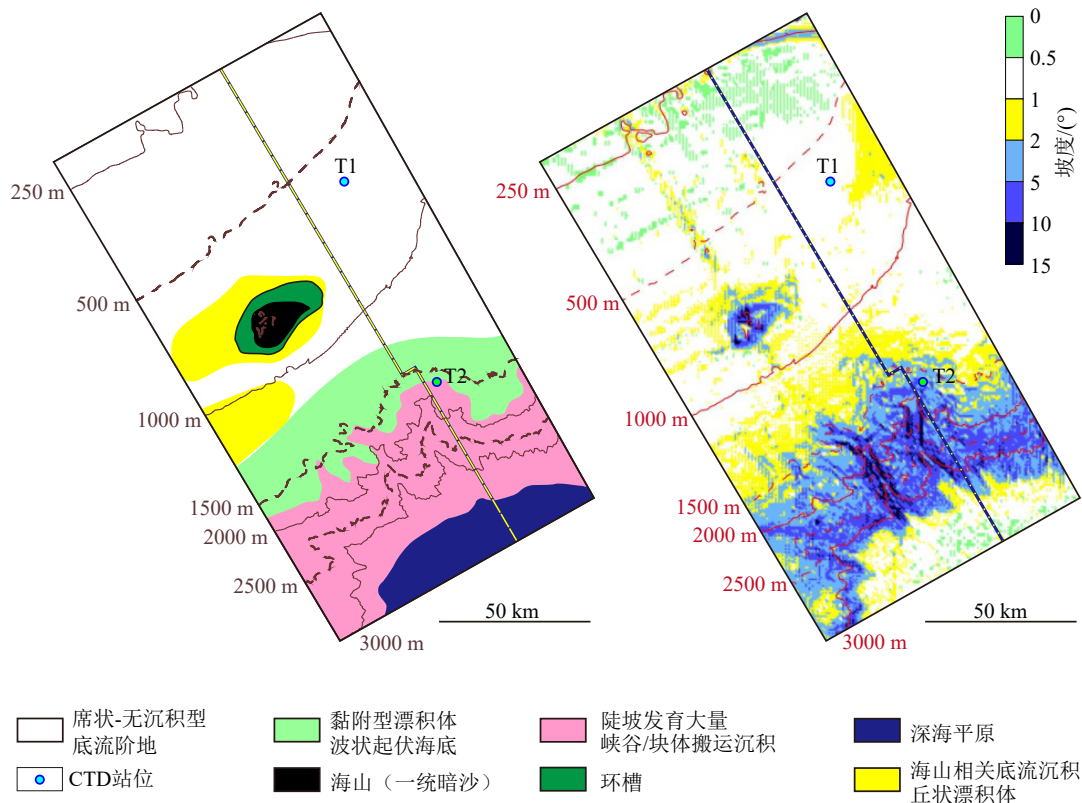 T1
T2
250 m
500 m
1000 m
1500 m
2000 m
2500 m
3000 m
50 km
T1
T2
250 m
500 m
1000 m
1500 m
2000 m
2500 m
3000 m
50 km
0
0.5
1
2
5
10
15
坡度/(°)
席状-无沉积型
底流阶地
黏附型漂积体
波状起伏海底
陡坡发育大量
峡谷/块体搬运沉积
深海平原
CTD站位
海山（一统暗沙）
环槽
海山相关底流沉积
丘状漂积体